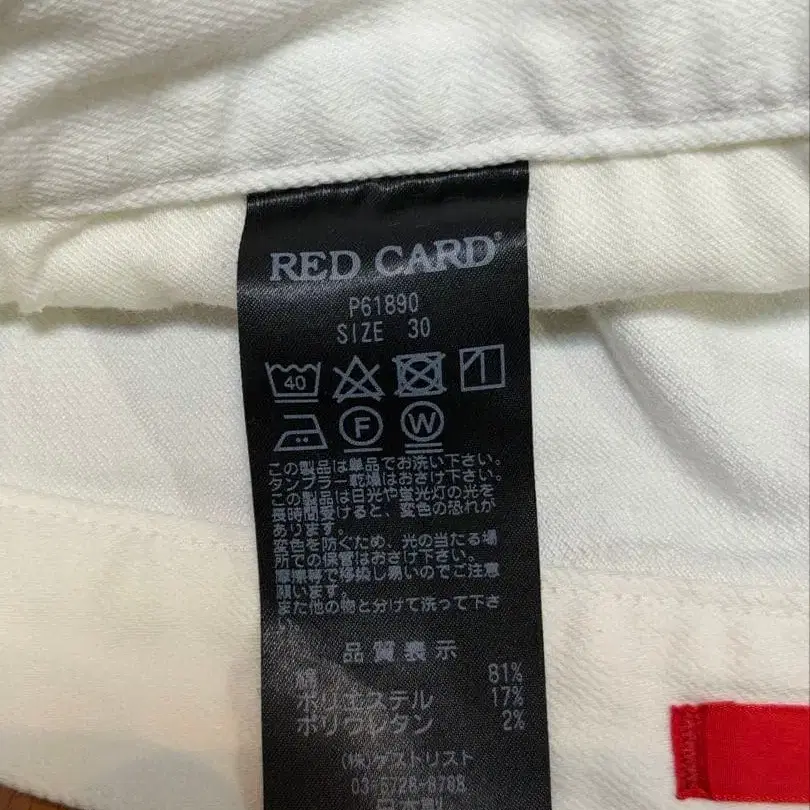 RED CARD®
P61890
SIZE 30
40
F W
この製品は単品でお洗い下さい。
タンブラー乾燥はおさけ下さい。
この製品は日光や蛍光灯の光を
長時間受けると、変色の恐れが
あります。
変色を防ぐため、光の当たる場
所での保管はおさけ下さい。
摩擦等で移染し易いのでご注意
願います。
また他の物と分けて洗って下さ
い。
品質表示
綿 81%
ポリエステル 17%
ポリウレタン 2%
(株)ゲストリスト
03-6728-8788
日本製